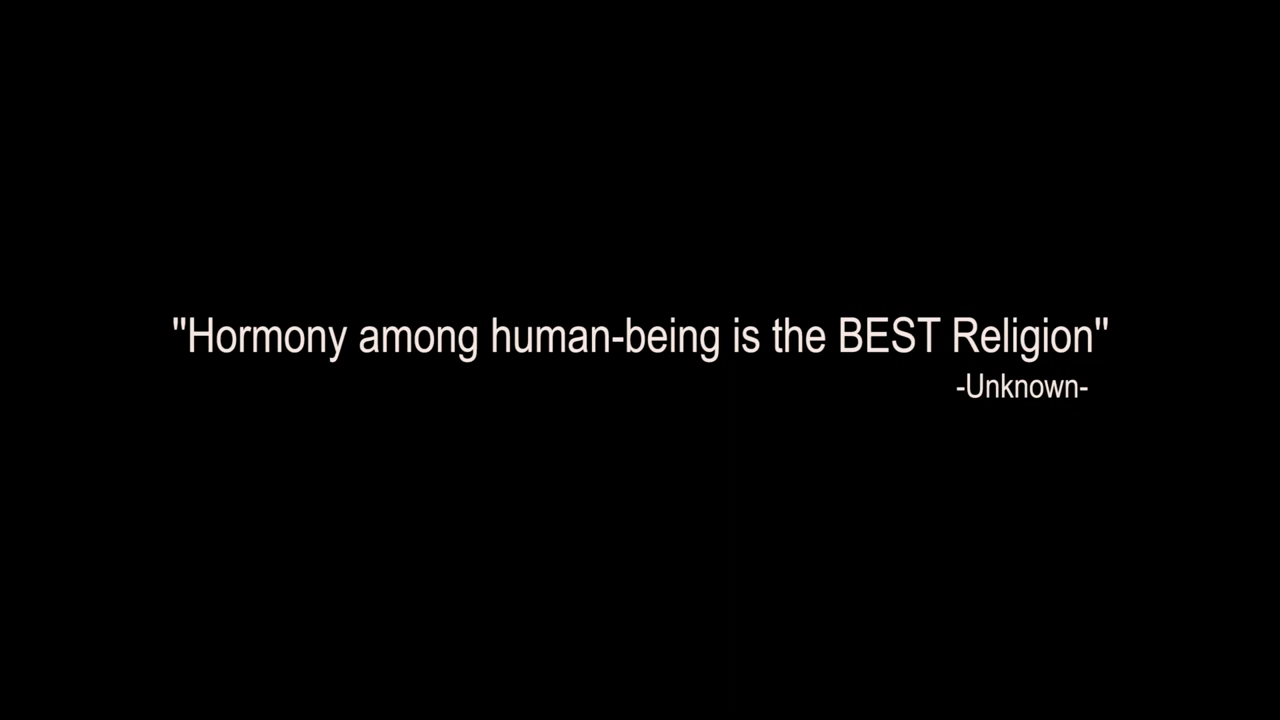 "Hormony among human-being is the BEST Religion"
-Unknown-